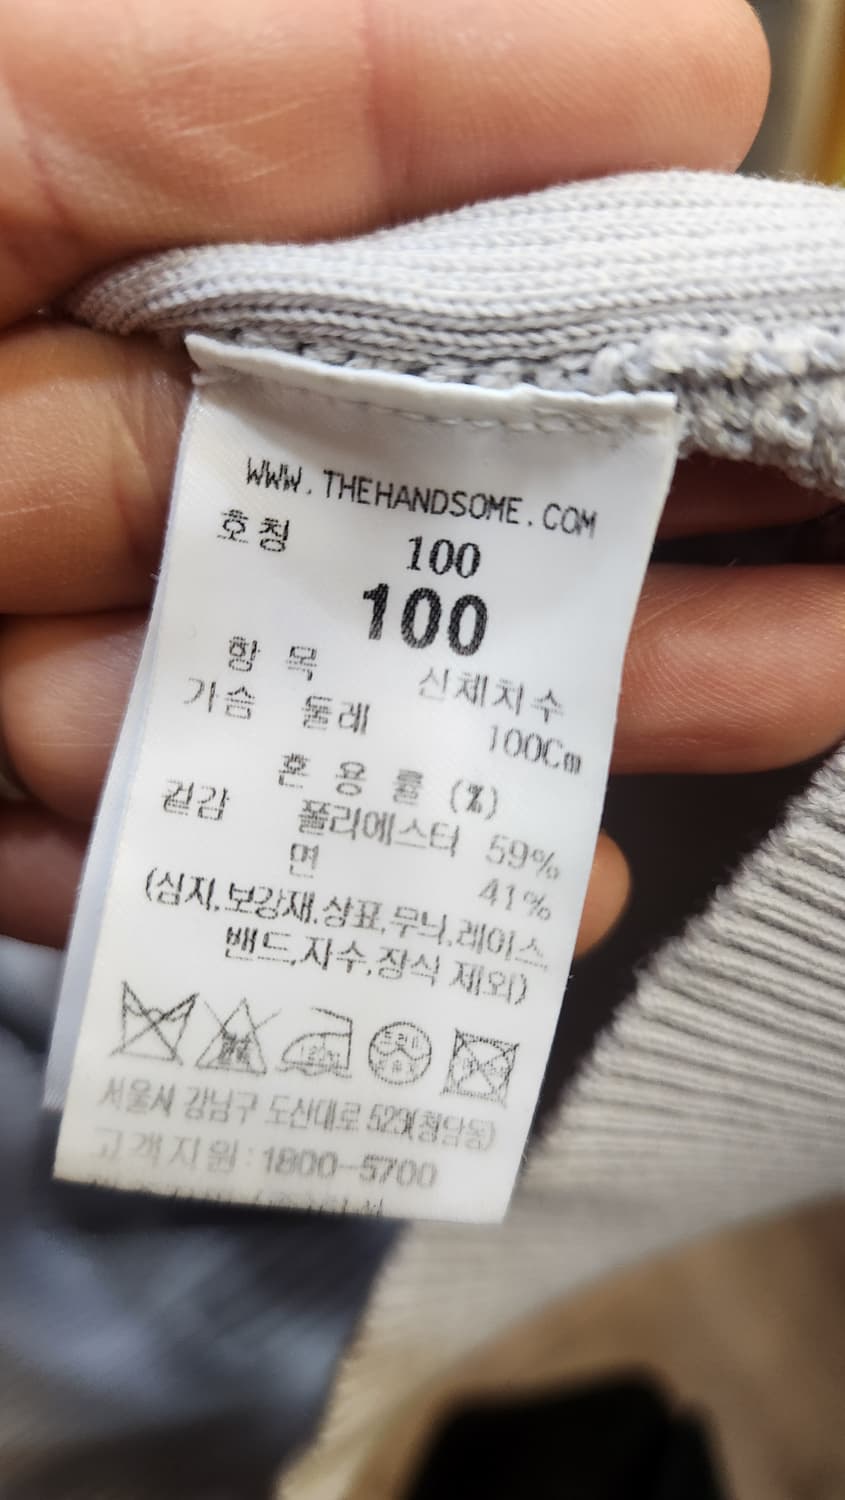 WWW.THEHANDSOME.COM
호칭 100
100
항 목 신체치수
가슴 둘레 100Cm
혼 용 률 (%)
겉감 폴리에스터 59%
면 41%
(심지.보강재.상표.무늬.레이스
밴드.자수.장식 제외)
서울시 강남구 도산대로 523(청담동)
고객지원:1800-5700